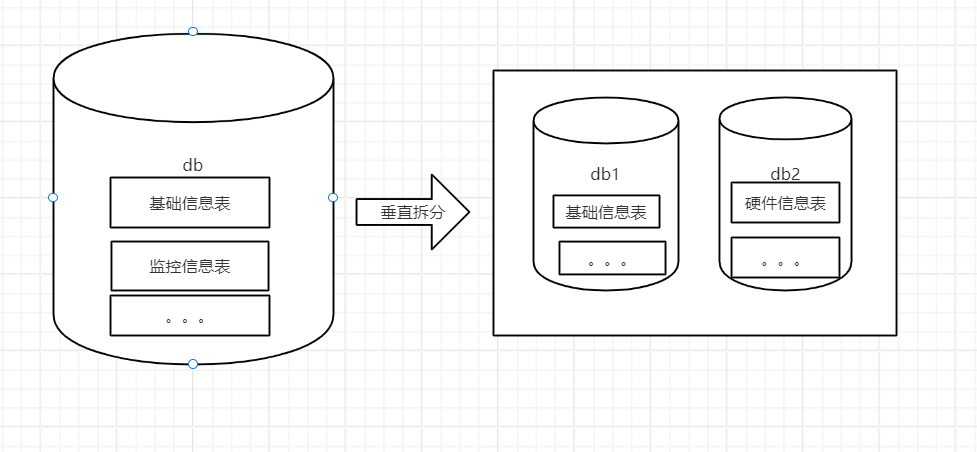 db
基础信息表
监控信息表
。。。
垂直拆分
db1
基础信息表
。。。
db2
硬件信息表
。。。